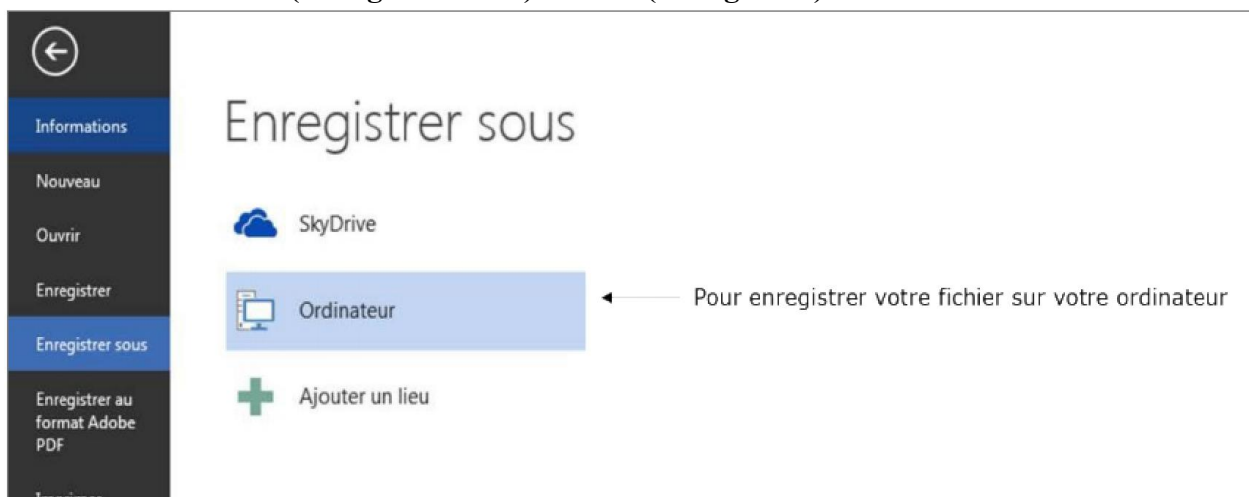 Informations
Nouveau
Ouvrir
Enregistrer
Enregistrer sous
Enregistrer au
format Adobe
PDF
Enregistrer sous
SkyDrive
Ordinateur
Pour enregistrer votre fichier sur votre ordinateur
Ajouter un lieu